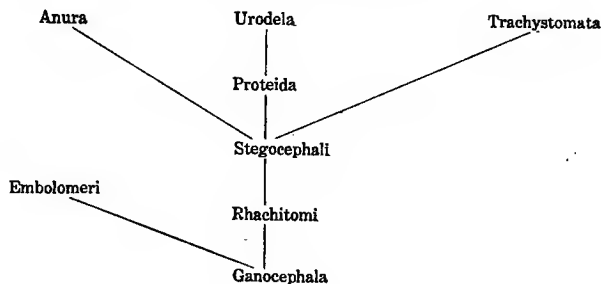 Anura Urodela Trachystomata
Proteida
Stegocephali
Embolomeri
Rhachitomi
Ganocephala